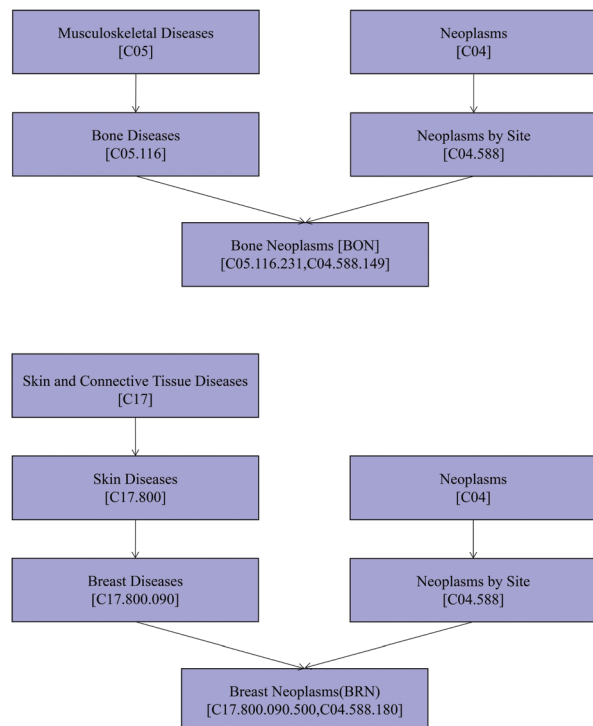 Musculoskeletal Diseases
[C05]
Neoplasms
[C04]
Bone Diseases
[C05.116]
Neoplasms by Site
[C04.588]
Bone Neoplasms [BON]
[C05.116.231,C04.588.149]
Skin and Connective Tissue Diseases
[C17]
Skin Diseases
[C17.800]
Neoplasms
[C04]
Breast Diseases
[C17.800.090]
Neoplasms by Site
[C04.588]
Breast Neoplasms(BRN)
[C17.800.090.500,C04.588.180]